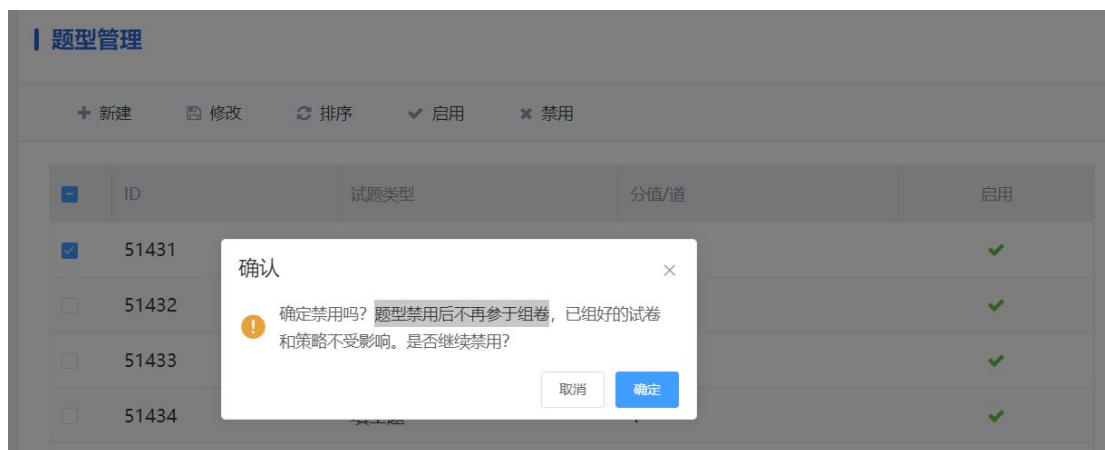 题型管理
新建 修改 排序 启用 禁用
ID 试题类型 分值/道 启用
51431
确认
51432
确定禁用吗？题型禁用后不再参于组卷，已组好的试卷
和策略不受影响。是否继续禁用？
51433
取消 确定
51434